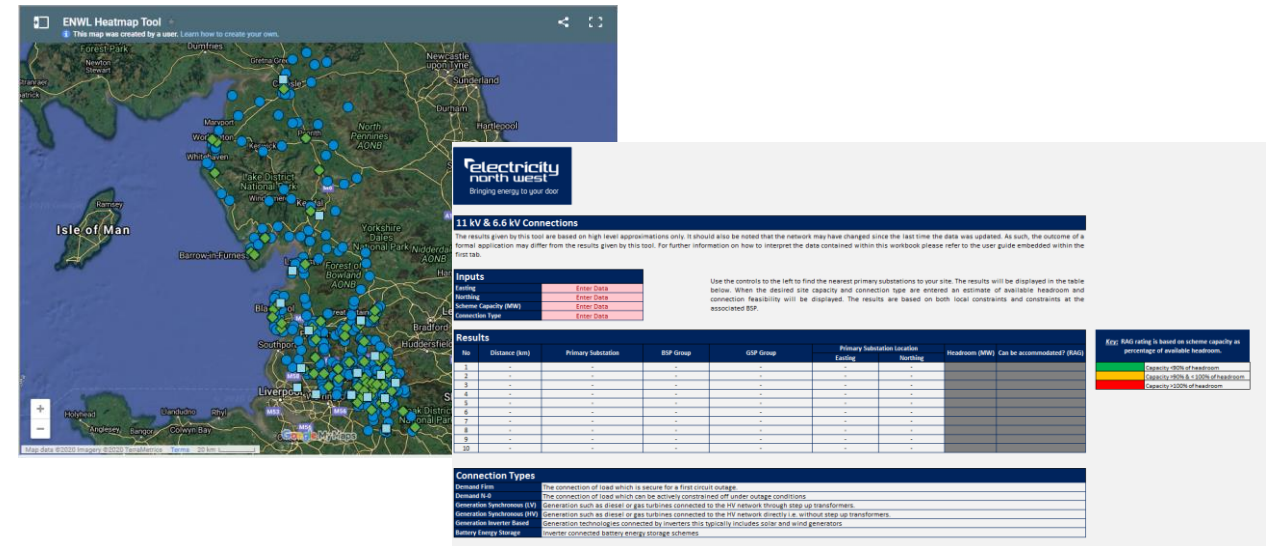 ENWL Heatmap Tool
This map was created by a user. Learn how to create your own.
Forest Park
Dumfries
Newton
Stewart
Gretna Green
Newcastle
upon Tyne
Stranraer
Sunderland
Carlisle
Durham
Maryport
Hartlepool
Workington
Penrith
North
Pennines
AONB
Keswick
Whitehaven
Lake District
National Park
Kendal
Ramsey
Isle of Man
Yorkshire
Dales
National Park
Nidderdale
AONB
Barrow-in-Furness
Forest of
Bowland
AONB
Bradford
Southport
Huddersfield
M58
Liverpool
M53
M56
Holyhead
Llandudno
Rhyl
Peak District
National Park
Anglesey
Bangor
Colwyn Bay
Google My Maps
Map data ©2020 Imagery ©2020 TerraMetrics Terms 20 km
electricity
north west
Bringing energy to your door
11 kV & 6.6 kV Connections
The results given by this tool are based on high level approximations only. It should also be noted that the network may have changed since the last time the data was updated. As such, the outcome of a
formal application may differ from the results given by this tool. For further information on how to interpret the data contained within this workbook please refer to the user guide embedded within the
first tab.
Inputs
Easting Enter Data
Northing Enter Data
Scheme Capacity (MW) Enter Data
Connection Type Enter Data
Use the controls to the left to find the nearest primary substations to your site. The results will be displayed in the table
below. When the desired site capacity and connection type are entered an estimate of available headroom and
connection feasibility will be displayed. The results are based on both local constraints and constraints at the
associated BSP.
Results
No Distance (km) Primary Substation BSP Group GSP Group Primary Substation Location Headroom (MW) Can be accommodated? (RAG)
Easting Northing
1 - - - - - -
2 - - - - - -
3 - - - - - -
4 - - - - - -
5 - - - - - -
6 - - - - - -
7 - - - - - -
8 - - - - - -
9 - - - - - -
10 - - - - - -
Key: RAG rating is based on scheme capacity as
percentage of available headroom.
Capacity <90% of headroom
Capacity >90% & <100% of headroom
Capacity >100% of headroom
Connection Types
Demand Firm The connection of load which is secure for a first circuit outage.
Demand N-0 The connection of load which can be actively constrained off under outage conditions
Generation Synchronous (LV) Generation such as diesel or gas turbines connected to the HV network through step up transformers.
Generation Synchronous (HV) Generation such as diesel or gas turbines connected to the HV network directly i.e. without step up transformers.
Generation Inverter Based Generation technologies connected by inverters this typically includes solar and wind generators
Battery Energy Storage Inverter connected battery energy storage schemes